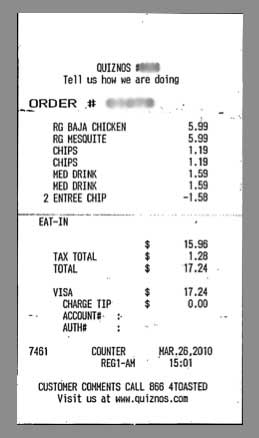 QUIZNOS #
Tell us how we are doing
ORDER #
RG BAJA CHICKEN 5.99
RG MESQUITE 5.99
CHIPS 1.19
CHIPS 1.19
MED DRINK 1.59
MED DRINK 1.59
2 ENTREE CHIP -1.58
EAT-IN
$ 15.96
TAX TOTAL $ 1.28
TOTAL $ 17.24
VISA $ 17.24
CHARGE TIP $ 0.00
ACCOUNT# :
AUTH# :
7461 COUNTER MAR.26,2010
REG1-AM 15:01
CUSTOMER COMMENTS CALL 866 4TOASTED
Visit us at www.quiznos.com